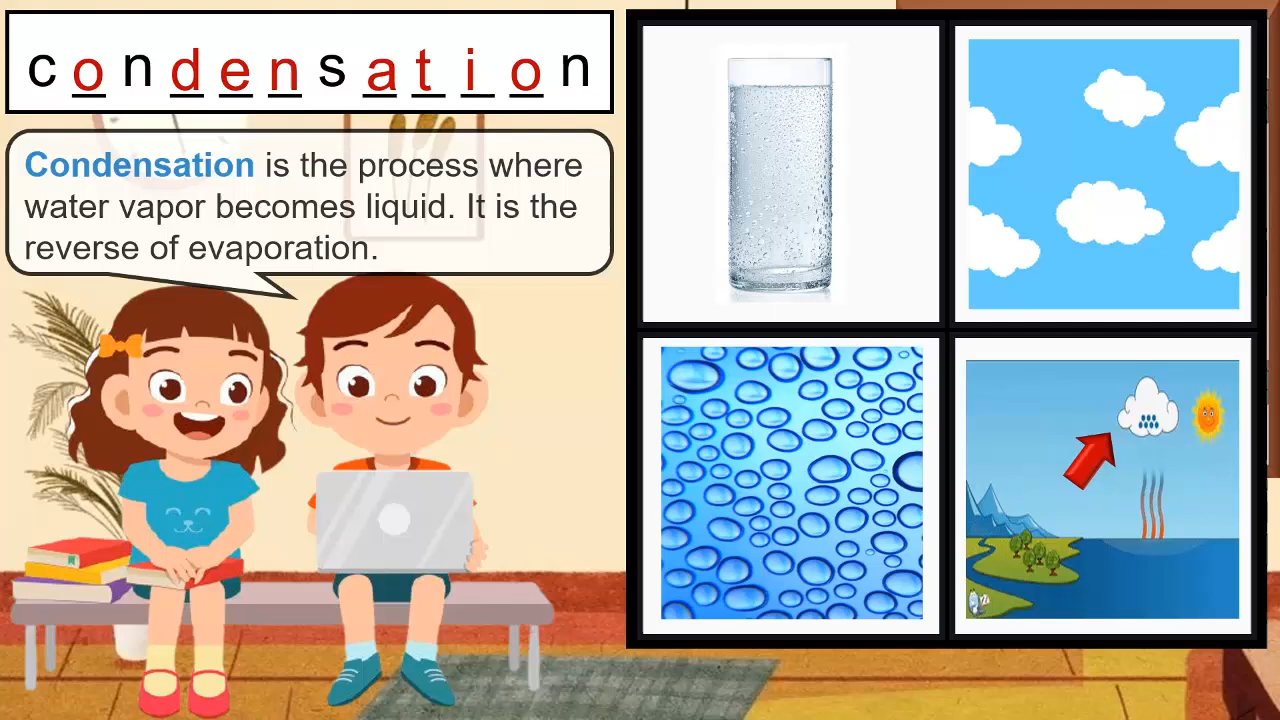 condensation
Condensation is the process where
water vapor becomes liquid. It is the
reverse of evaporation.